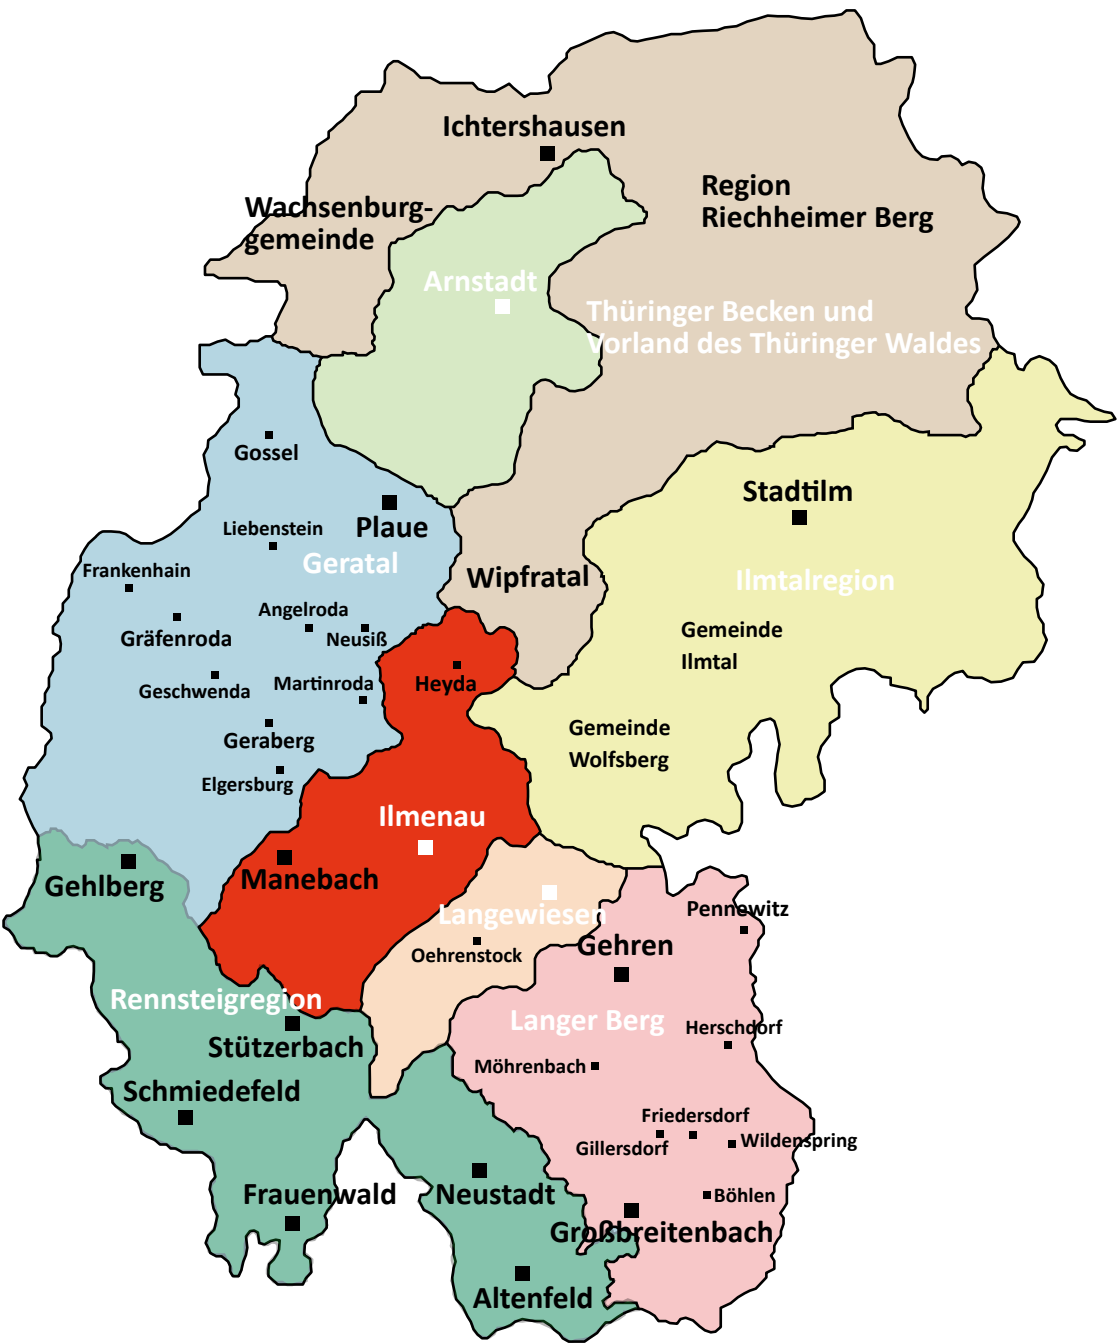 Ichtershausen
Region
Riechheimer Berg
Wachsenburg-
gemeinde
Arnstadt
Thüringer Becken und
Vorland des Thüringer Waldes
Gossel
Stadtilm
Plaue
Liebenstein
Geratal
Frankenhain
Wipfratal
Ilmtalregion
Angelroda
Gräfenroda
Neusiß
Gemeinde
Ilmtal
Geschwenda
Martinroda
Heyda
Gemeinde
Wolfsberg
Geraberg
Elgersburg
Ilmenau
Gehlberg
Manebach
Langewiesen
Pennewitz
Oehrenstock
Gehren
Rennsteigregion
Langer Berg
Herschdorf
Stützerbach
Möhrenbach
Schmiedefeld
Friedersdorf
Gillersdorf
Wildenspring
Frauenwald
Neustadt
Böhlen
Großbreitenbach
Altenfeld